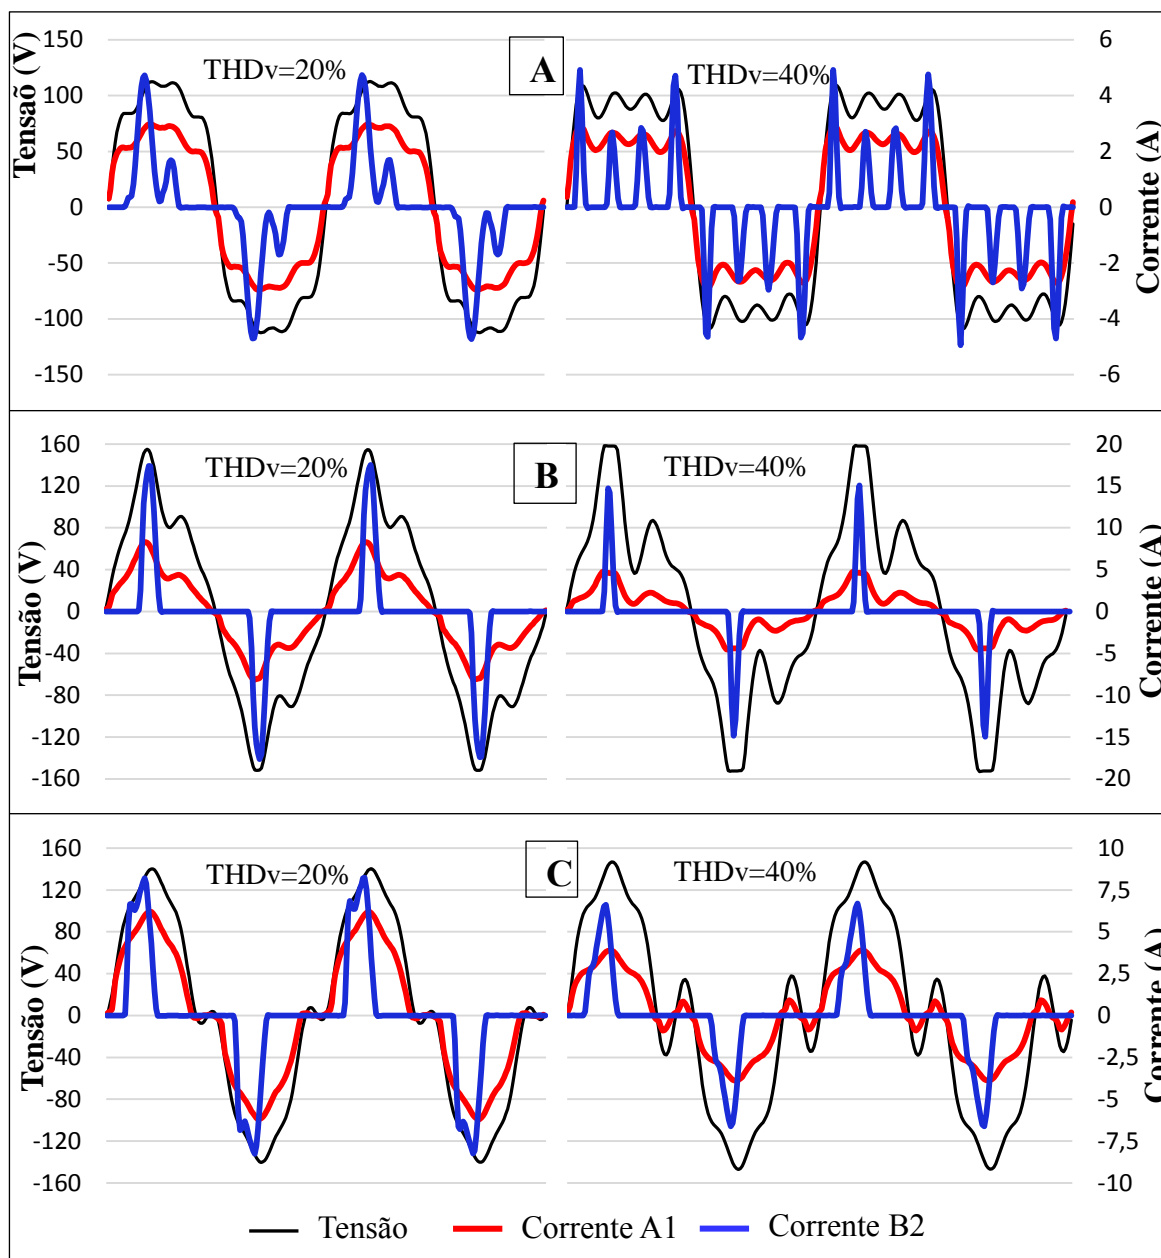 Tensaõ (V)
150
100
50
0
-50
-100
-150
THDv=20%
A
THDv=40%
6
4
2
0
-2
-4
-6
Corrente (A)
Tensão (V)
160
120
80
40
0
-40
-80
-120
-160
THDv=20%
B
THDv=40%
20
15
10
5
0
-5
-10
-15
-20
Corrente (A)
Tensão (V)
160
120
80
40
0
-40
-80
-120
-160
THDv=20%
C
THDv=40%
10
7,5
5
2,5
0
-2,5
-5
-7,5
-10
Corrente (A)
Tensão
Corrente A1
Corrente B2